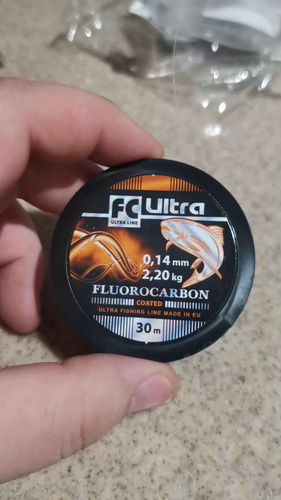 FC Ultra
ULTRA LINE
0,14 mm
2,20 kg
FLUOROCARBON
COATED
ULTRA FISHING LINE MADE IN EU
30 m